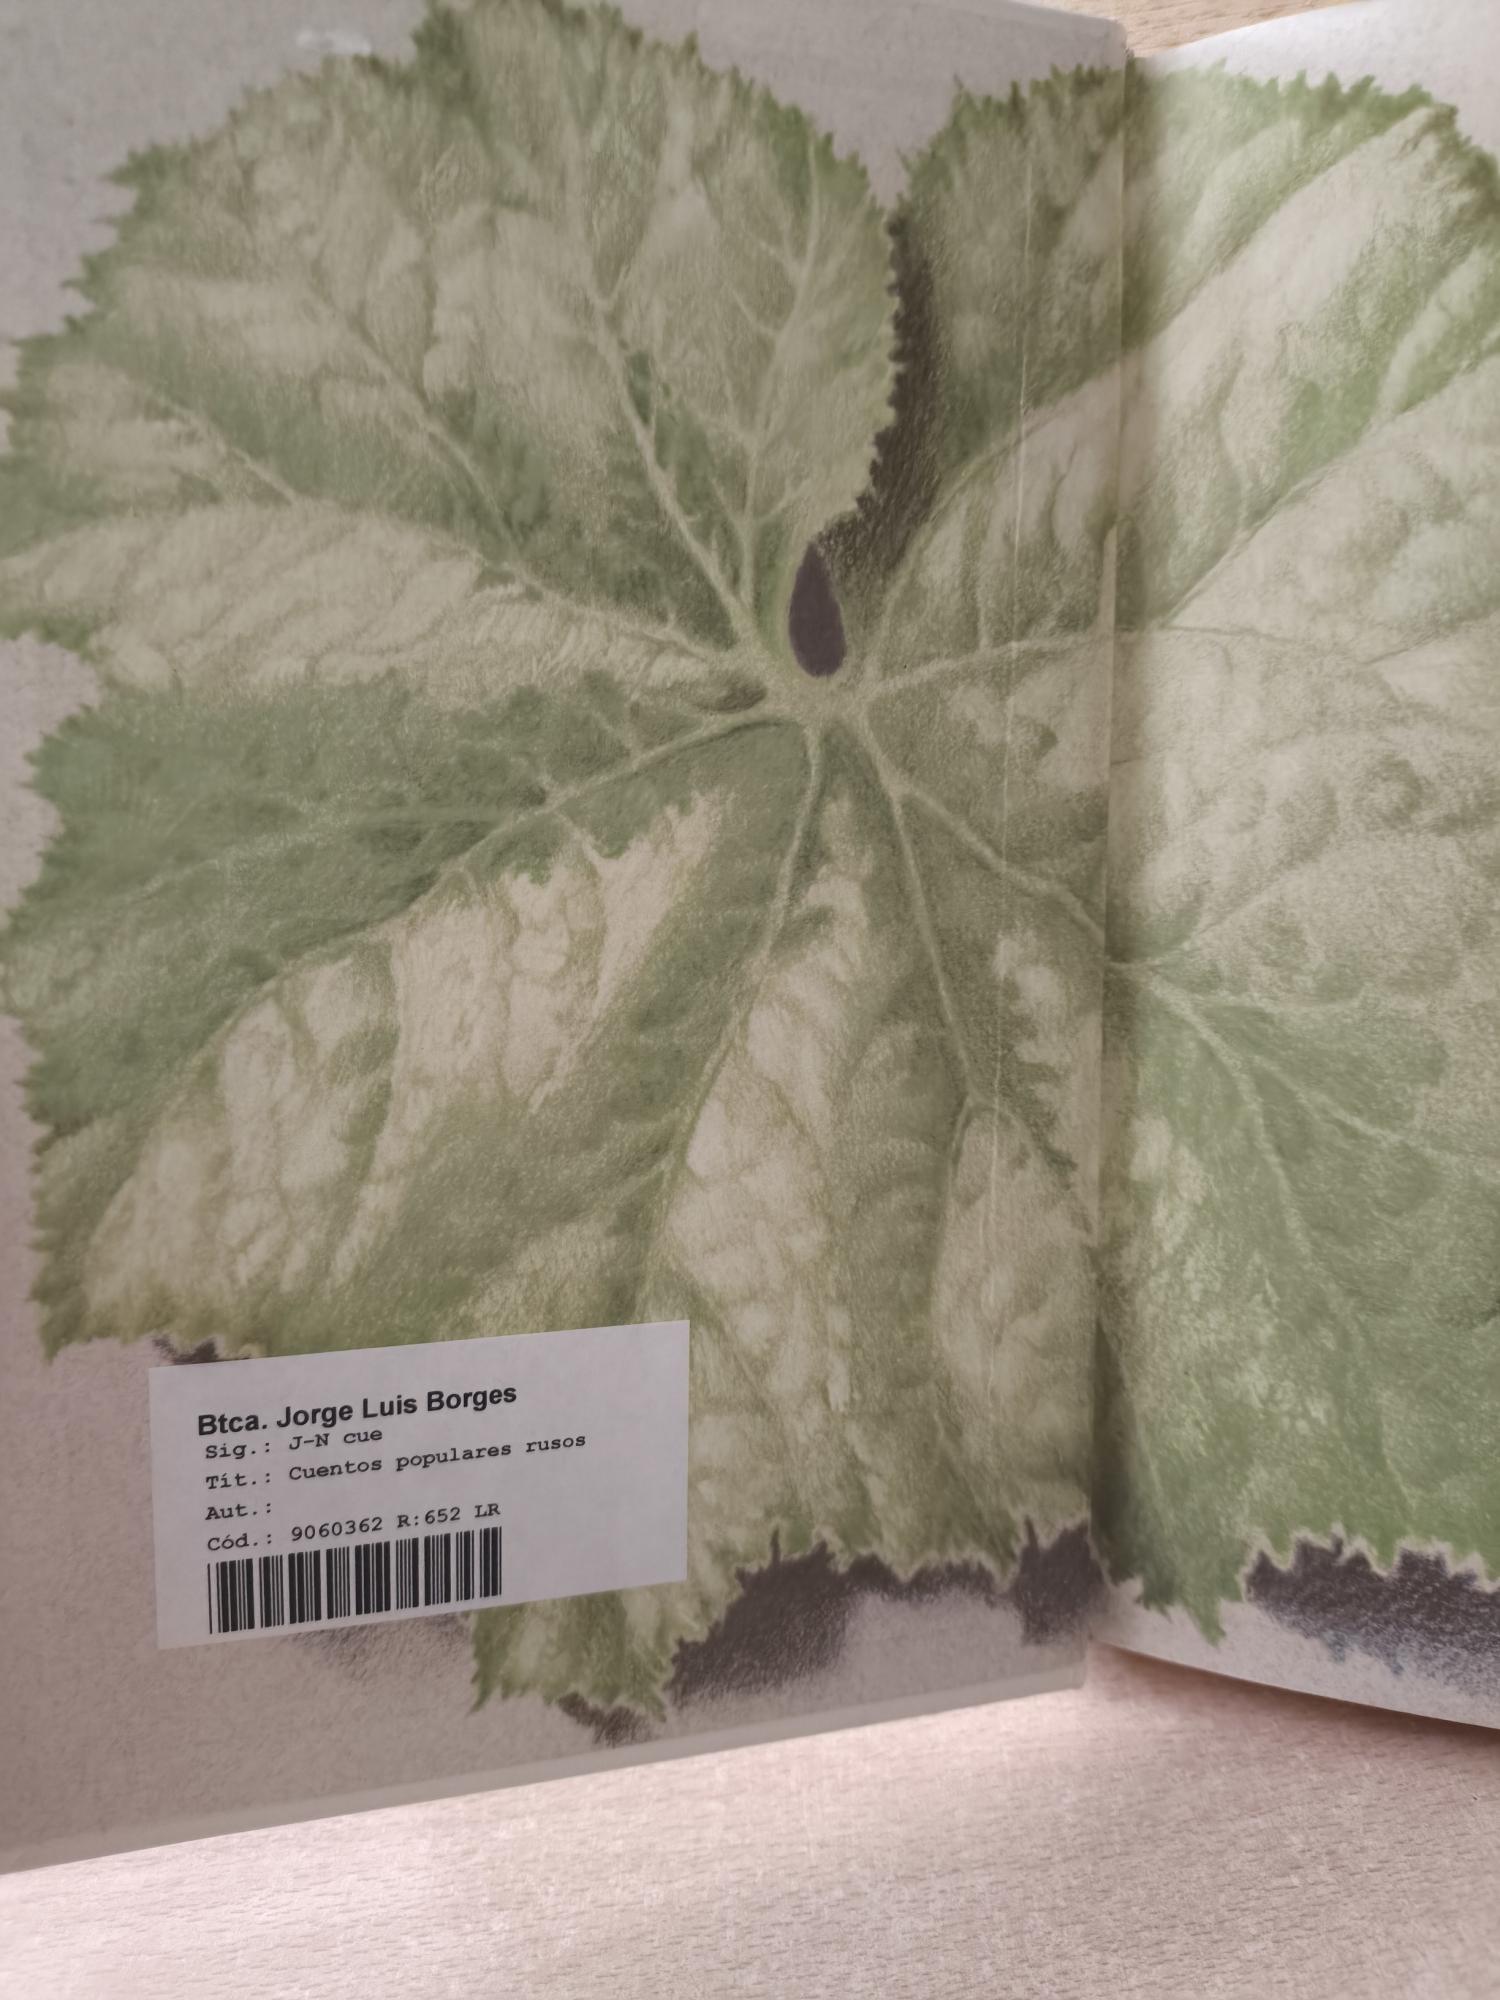 Btca. Jorge Luis Borges
Sig.: J-N cue
Tít.: Cuentos populares rusos
Aut.:
Cód.: 9060362 R:652 LR